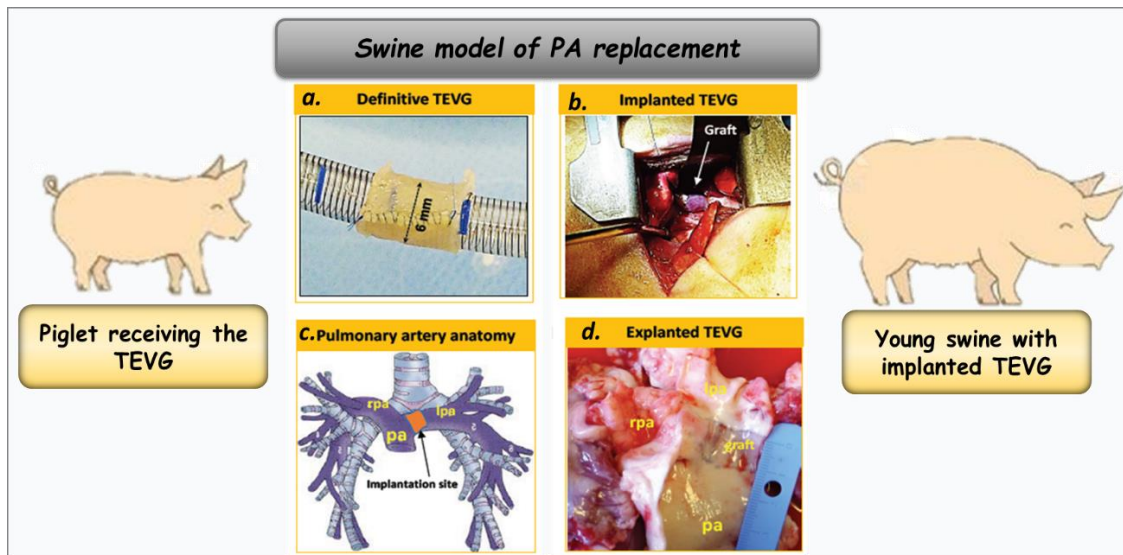 Swine model of PA replacement
a. Definitive TEVG
6 mm
b. Implanted TEVG
Graft
Piglet receiving the
TEVG
c. Pulmonary artery anatomy
rpa
lpa
pa
Implantation site
d. Explanted TEVG
lpa
rpa
graft
pa
Young swine with
implanted TEVG